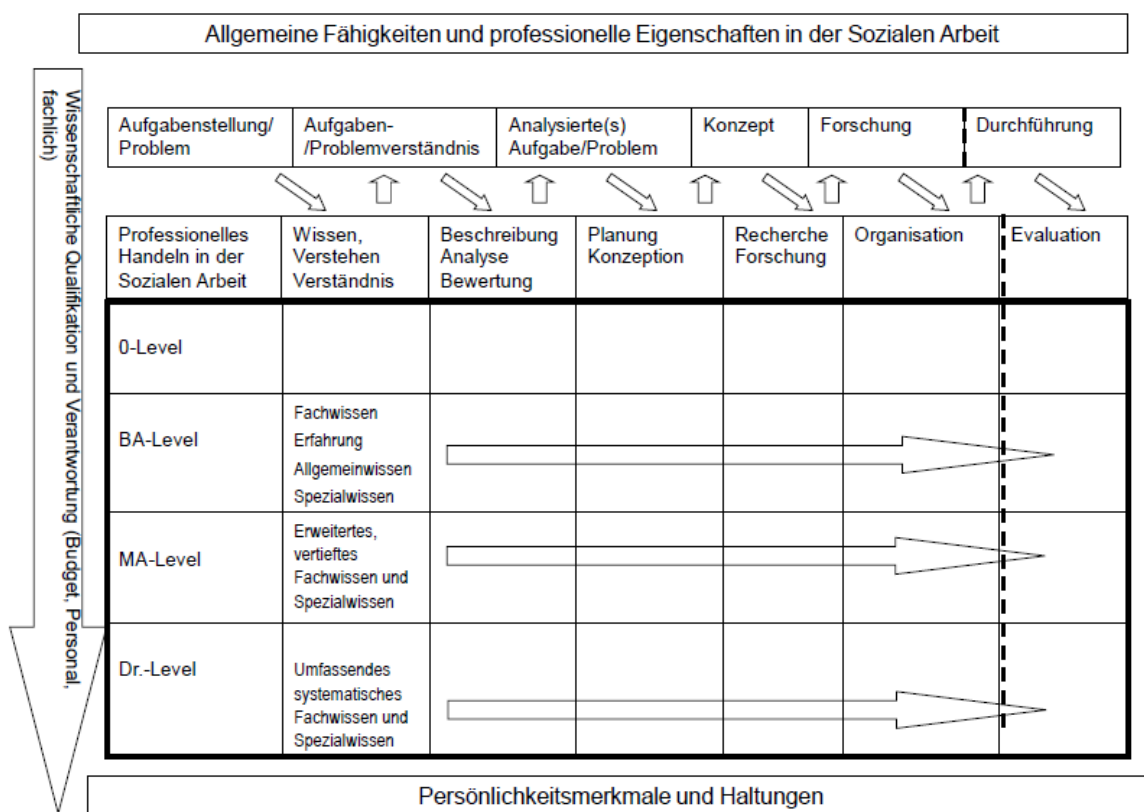 Allgemeine Fähigkeiten und professionelle Eigenschaften in der Sozialen Arbeit
Wissenschaftliche Qualifikation und Verantwortung (Budget, Personal,
fachlich)
Aufgabenstellung/
Problem
Aufgaben-
/Problemverständnis
Analysierte(s)
Aufgabe/Problem
Konzept
Forschung
Durchführung
Professionelles
Handeln in der
Sozialen Arbeit
Wissen,
Verstehen
Verständnis
Beschreibung
Analyse
Bewertung
Planung
Konzeption
Recherche
Forschung
Organisation
Evaluation
0-Level
BA-Level
Fachwissen
Erfahrung
Allgemeinwissen
Spezialwissen
MA-Level
Erweitertes,
vertieftes
Fachwissen und
Spezialwissen
Dr.-Level
Umfassendes
systematisches
Fachwissen und
Spezialwissen
Persönlichkeitsmerkmale und Haltungen